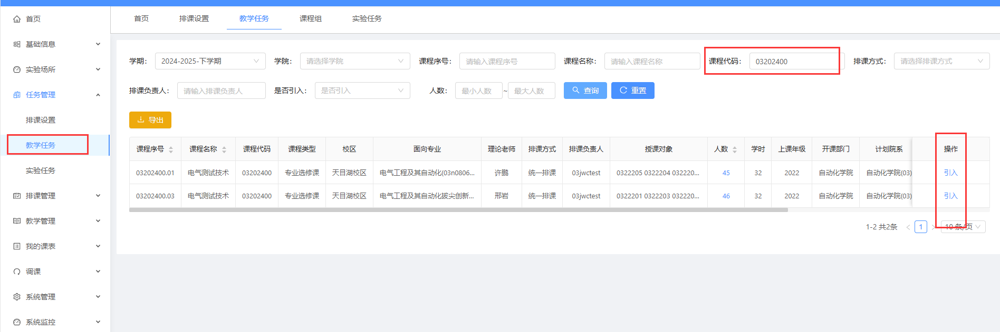 首页
基础信息
实验场所
任务管理
排课设置
教学任务
实验任务
排课管理
教学管理
我的课表
调课
系统管理
系统监控
首页 排课设置 教学任务 课程组 实验任务
学期： 2024-2025-下学期 学院： 请选择学院 课程序号： 请输入课程序号 课程名称： 请输入课程名称 课程代码： 03202400 排课方式： 请选择排课方式
排课负责人： 请输入排课负责人 是否引入： 是否引入 人数： 最小人数 ~ 最大人数 查询 重置
导出
课程序号 课程名称 课程代码 课程类型 校区 面向专业 理论老师 排课方式 排课负责人 授课对象 人数 学时 上课年级 开课部门 计划院系 操作
03202400.01 电气测试技术 03202400 专业选修课 天目湖校区 电气工程及其自动化(03n0806... 许鹏 统一排课 03jwctest 0322205 0322204 032220... 45 32 2022 自动化学院 自动化学院(03) 引入
03202400.03 电气测试技术 03202400 专业选修课 天目湖校区 电气工程及其自动化拔尖创新... 邢岩 统一排课 03jwctest 0322201 0322203 032220... 46 32 2022 自动化学院 自动化学院(03) 引入
1-2 共2条 < 1 > 10 条/页